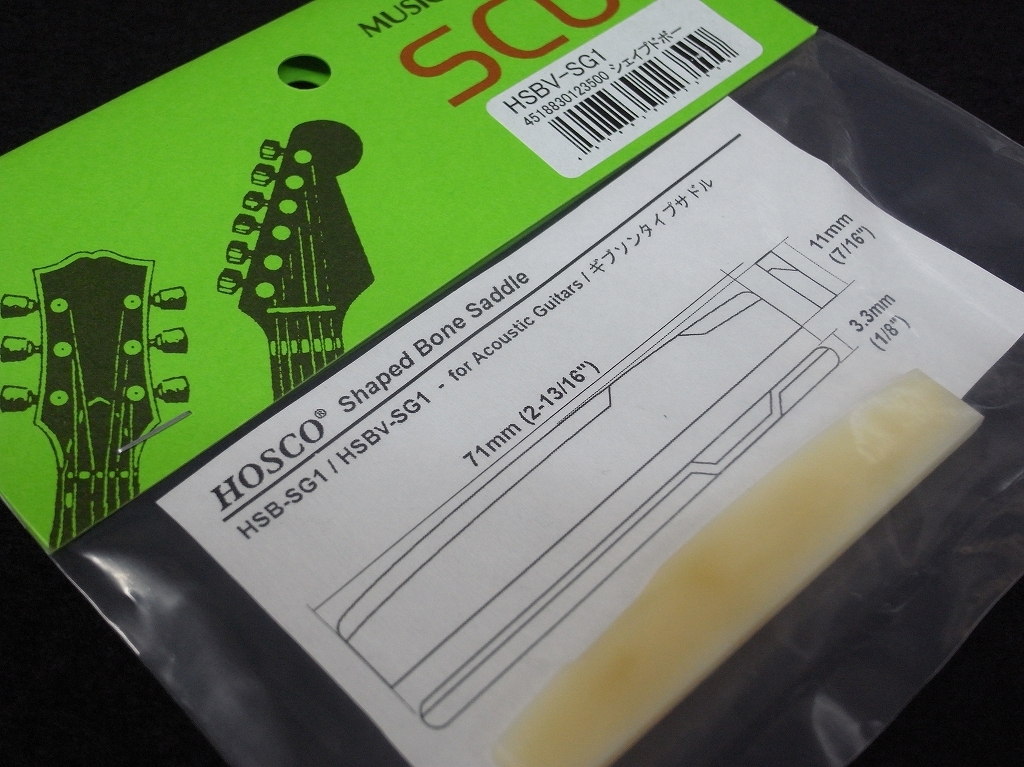 MUSIC
SCU
HSBV-SG1
4518830123500 シェイプドボー
HOSCO® Shaped Bone Saddle
HSB-SG1 / HSBV-SG1 - for Acoustic Guitars / ギブソンタイプサドル
71mm (2-13/16")
11mm
(7/16")
3.3mm
(1/8")